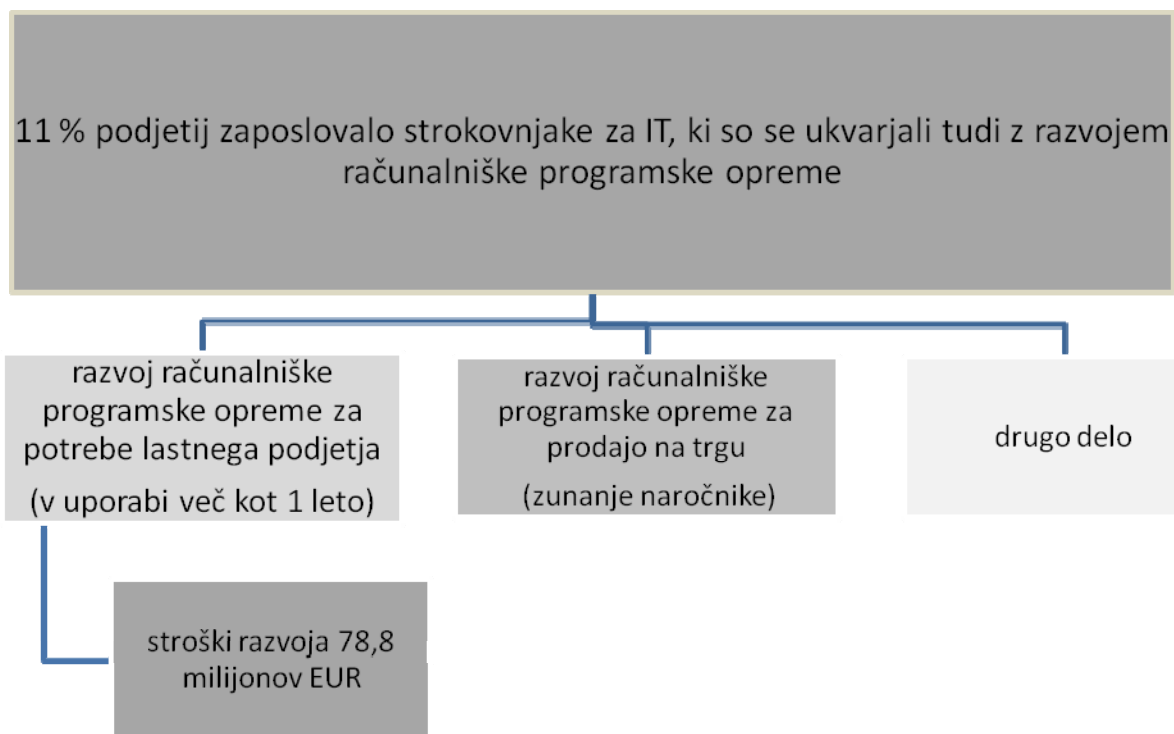 11 % podjetij zaposlovalo strokovnjake za IT, ki so se ukvarjali tudi z razvojem
računalniške programske opreme
razvoj računalniške
programske opreme za
potrebe lastnega podjetja
(v uporabi več kot 1 leto)
razvoj računalniške
programske opreme za
prodajo na trgu
(zunanje naročnike)
drugo delo
stroški razvoja 78,8
milijonov EUR